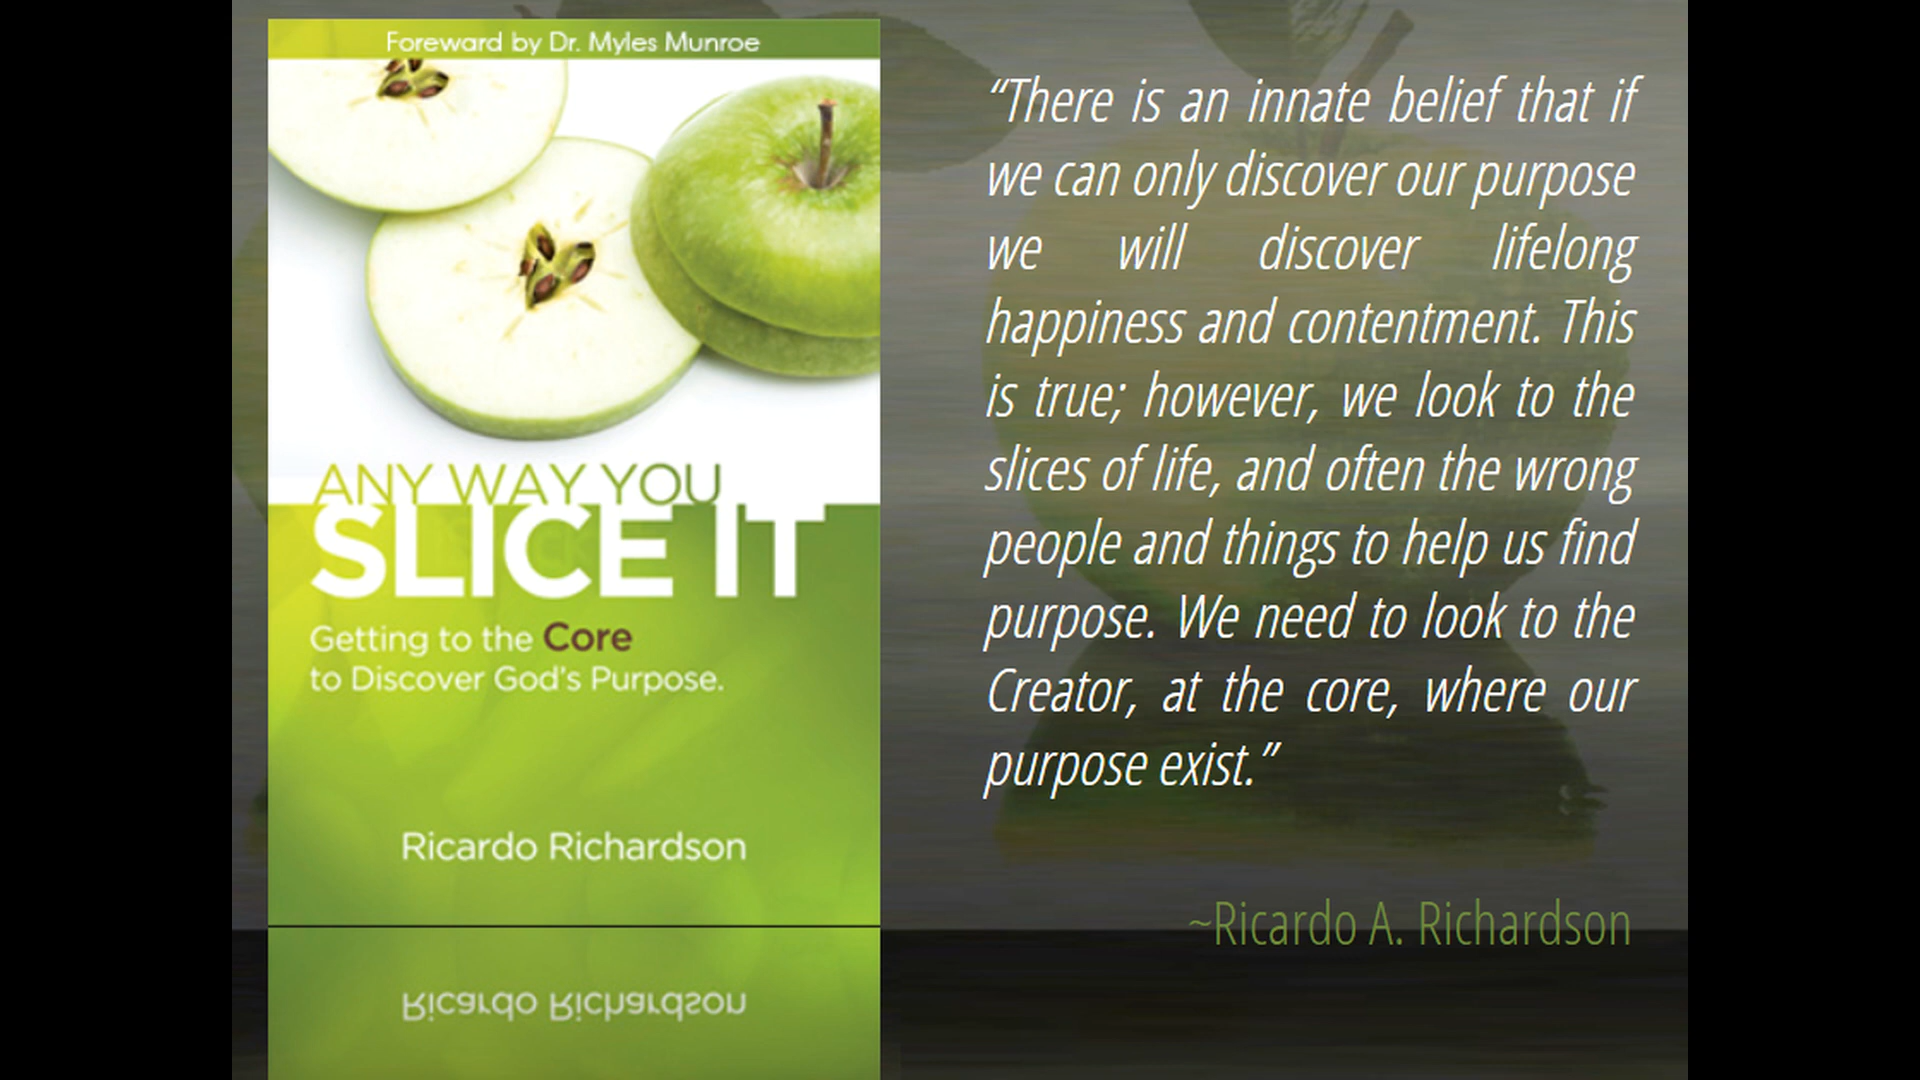 Foreward by Dr. Myles Munroe
ANY WAY YOU
SLICE IT
Getting to the Core
to Discover God's Purpose.
Ricardo Richardson
Ricardo Richardson
“There is an innate belief that if
we can only discover our purpose
we will discover lifelong
happiness and contentment. This
is true; however, we look to the
slices of life, and often the wrong
people and things to help us find
purpose. We need to look to the
Creator, at the core, where our
purpose exist.”
~Ricardo A. Richardson